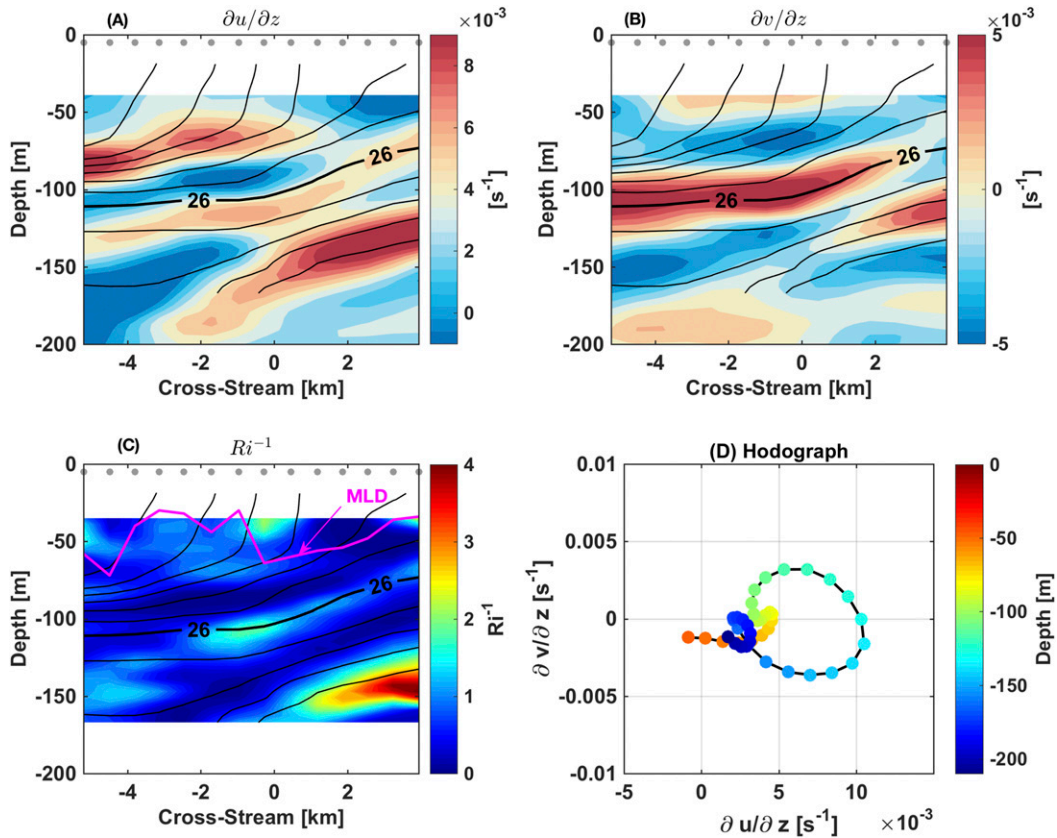 (A) ∂u/∂z ×10⁻³
0
-50
-100
-150
-200
Depth [m]
26
26
-4 -2 0 2
Cross-Stream [km]
8
6
4
2
0
[s⁻¹]
(B) ∂v/∂z ×10⁻³
0
-50
-100
-150
-200
Depth [m]
26
26
-4 -2 0 2
Cross-Stream [km]
5
0
-5
[s⁻¹]
(C) Ri⁻¹
0
-50
-100
-150
-200
Depth [m]
MLD
26
26
-4 -2 0 2
Cross-Stream [km]
4
3
2
1
0
Ri⁻¹
(D) Hodograph
0.01
0.005
0
-0.005
-0.01
∂ v/∂ z [s⁻¹]
-5 0 5 10
∂ u/∂ z [s⁻¹] ×10⁻³
0
-50
-100
-150
-200
Depth [m]